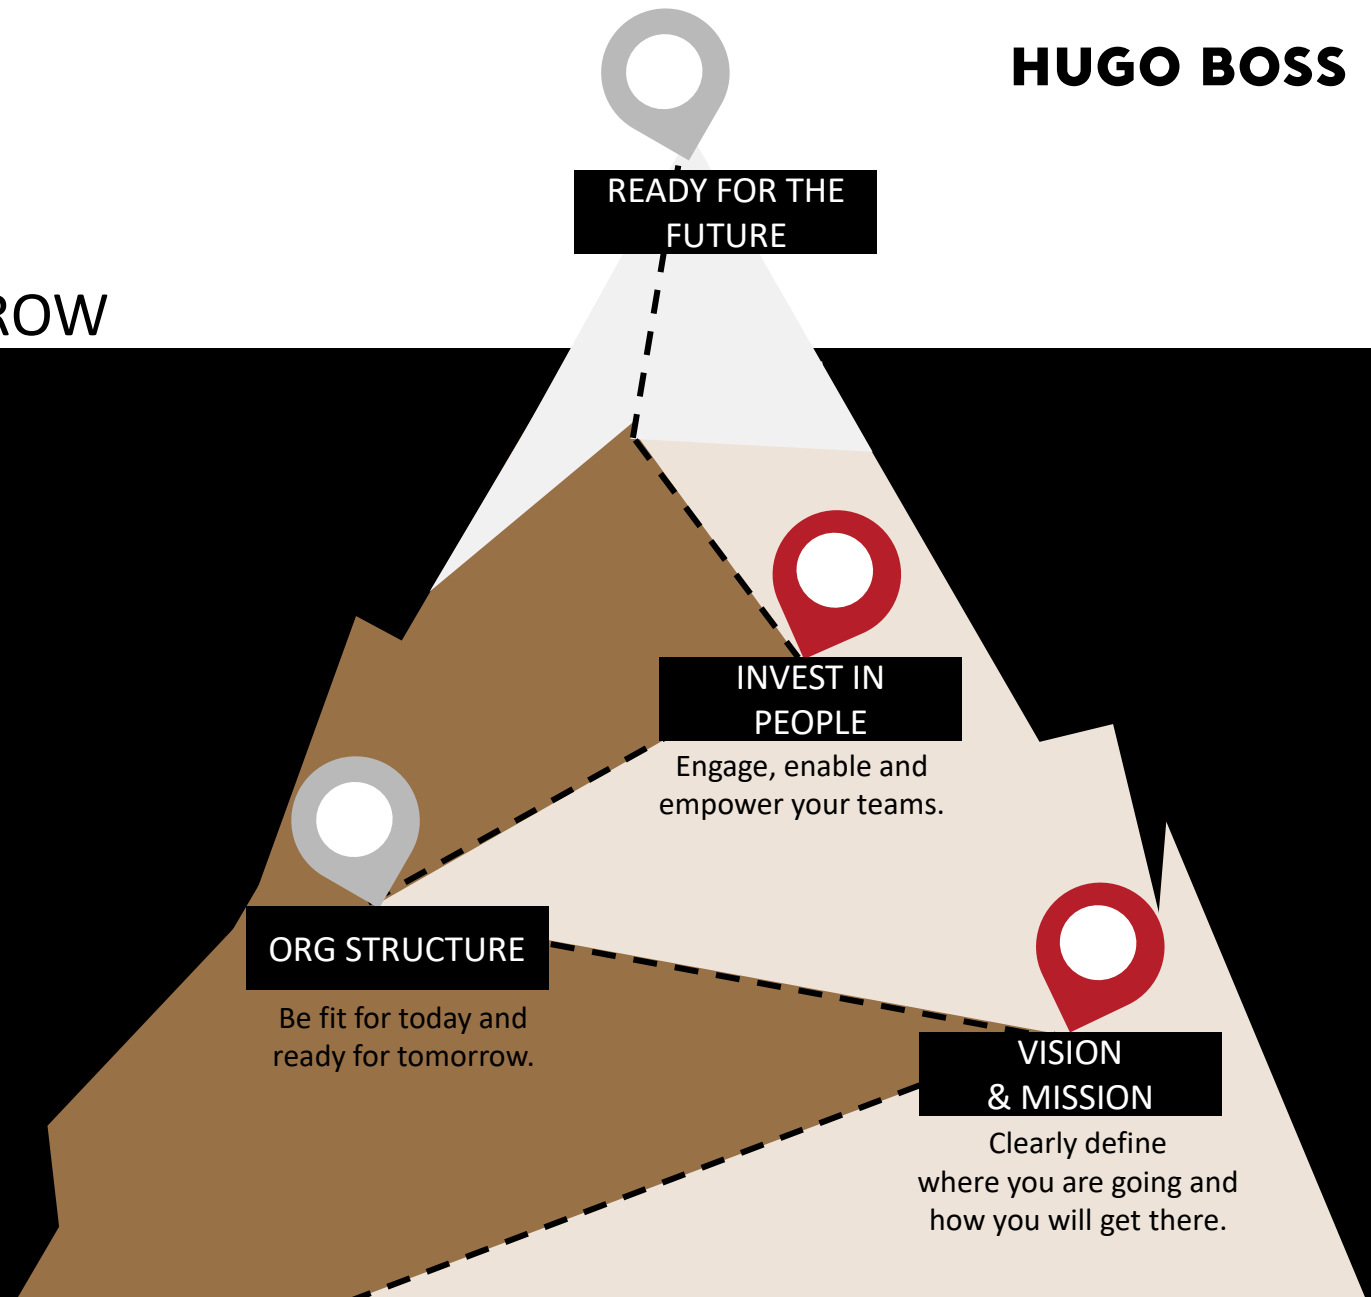 HUGO BOSS
READY FOR THE
FUTURE
ROW
INVEST IN
PEOPLE
Engage, enable and
empower your teams.
ORG STRUCTURE
Be fit for today and
ready for tomorrow.
VISION
& MISSION
Clearly define
where you are going and
how you will get there.